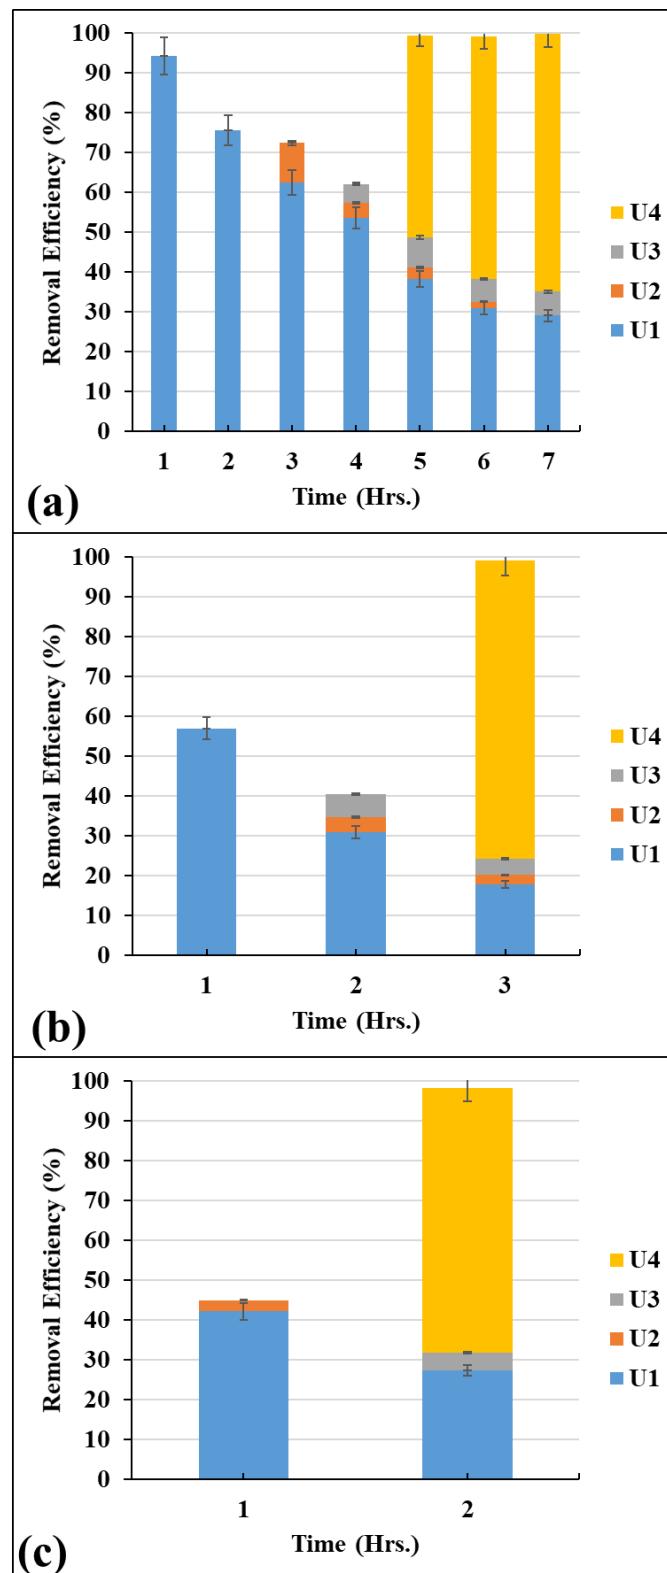 100
90
80
70
60
50
40
30
20
10
0
Removal Efficiency (%)
1 2 3 4 5 6 7
Time (Hrs.)
U4
U3
U2
U1
(a)
100
90
80
70
60
50
40
30
20
10
0
Removal Efficiency (%)
1 2 3
Time (Hrs.)
U4
U3
U2
U1
(b)
100
90
80
70
60
50
40
30
20
10
0
Removal Efficiency (%)
1 2
Time (Hrs.)
U4
U3
U2
U1
(c)